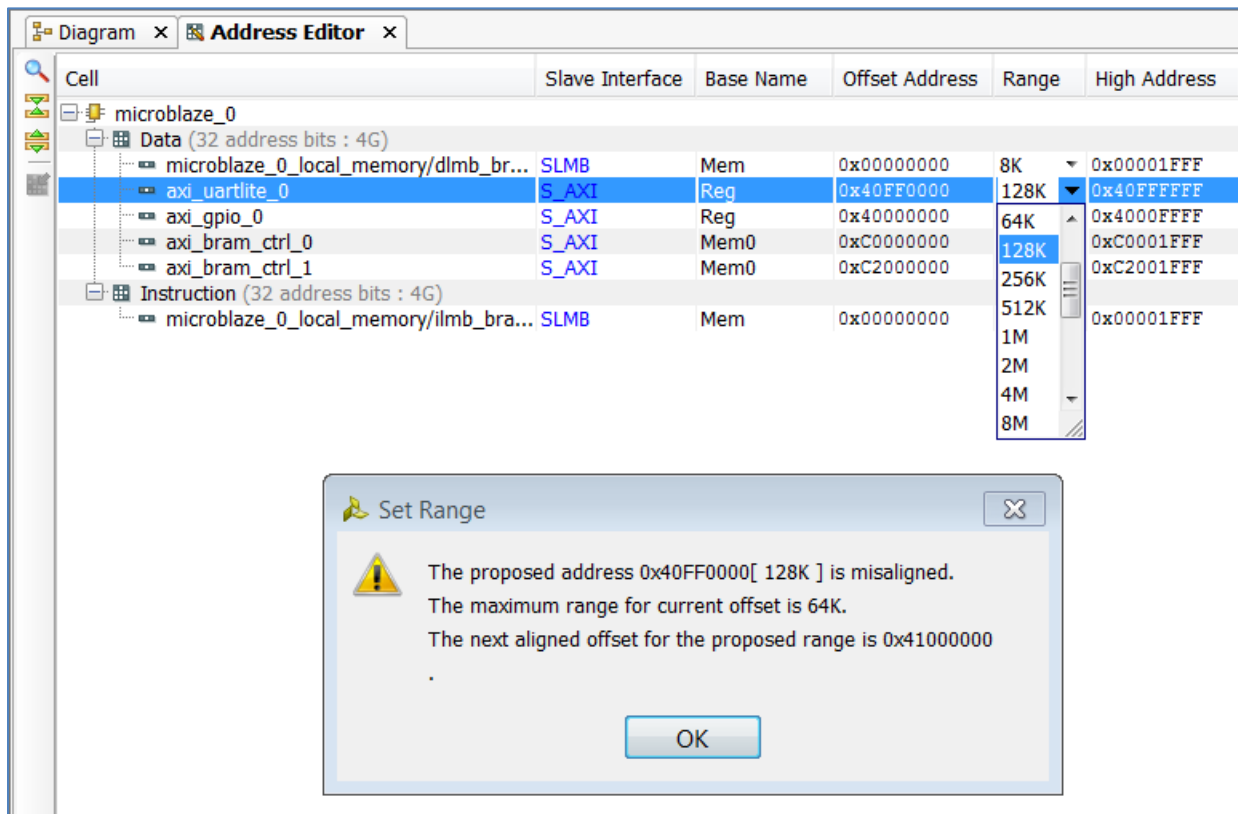 Diagram × Address Editor ×
Cell Slave Interface Base Name Offset Address Range High Address
microblaze_0
Data (32 address bits : 4G)
microblaze_0_local_memory/dlmb_br... SLMB Mem 0x00000000 8K 0x00001FFF
axi_uartlite_0 S_AXI Reg 0x40FF0000 128K 0x40FFFFFF
axi_gpio_0 S_AXI Reg 0x40000000 64K 0x4000FFFF
axi_bram_ctrl_0 S_AXI Mem0 0xC0000000 128K 0xC0001FFF
axi_bram_ctrl_1 S_AXI Mem0 0xC2000000 256K 0xC2001FFF
Instruction (32 address bits : 4G)
microblaze_0_local_memory/ilmb_bra... SLMB Mem 0x00000000 512K 0x00001FFF
1M
2M
4M
8M
Set Range
The proposed address 0x40FF0000[ 128K ] is misaligned.
The maximum range for current offset is 64K.
The next aligned offset for the proposed range is 0x41000000
.
OK